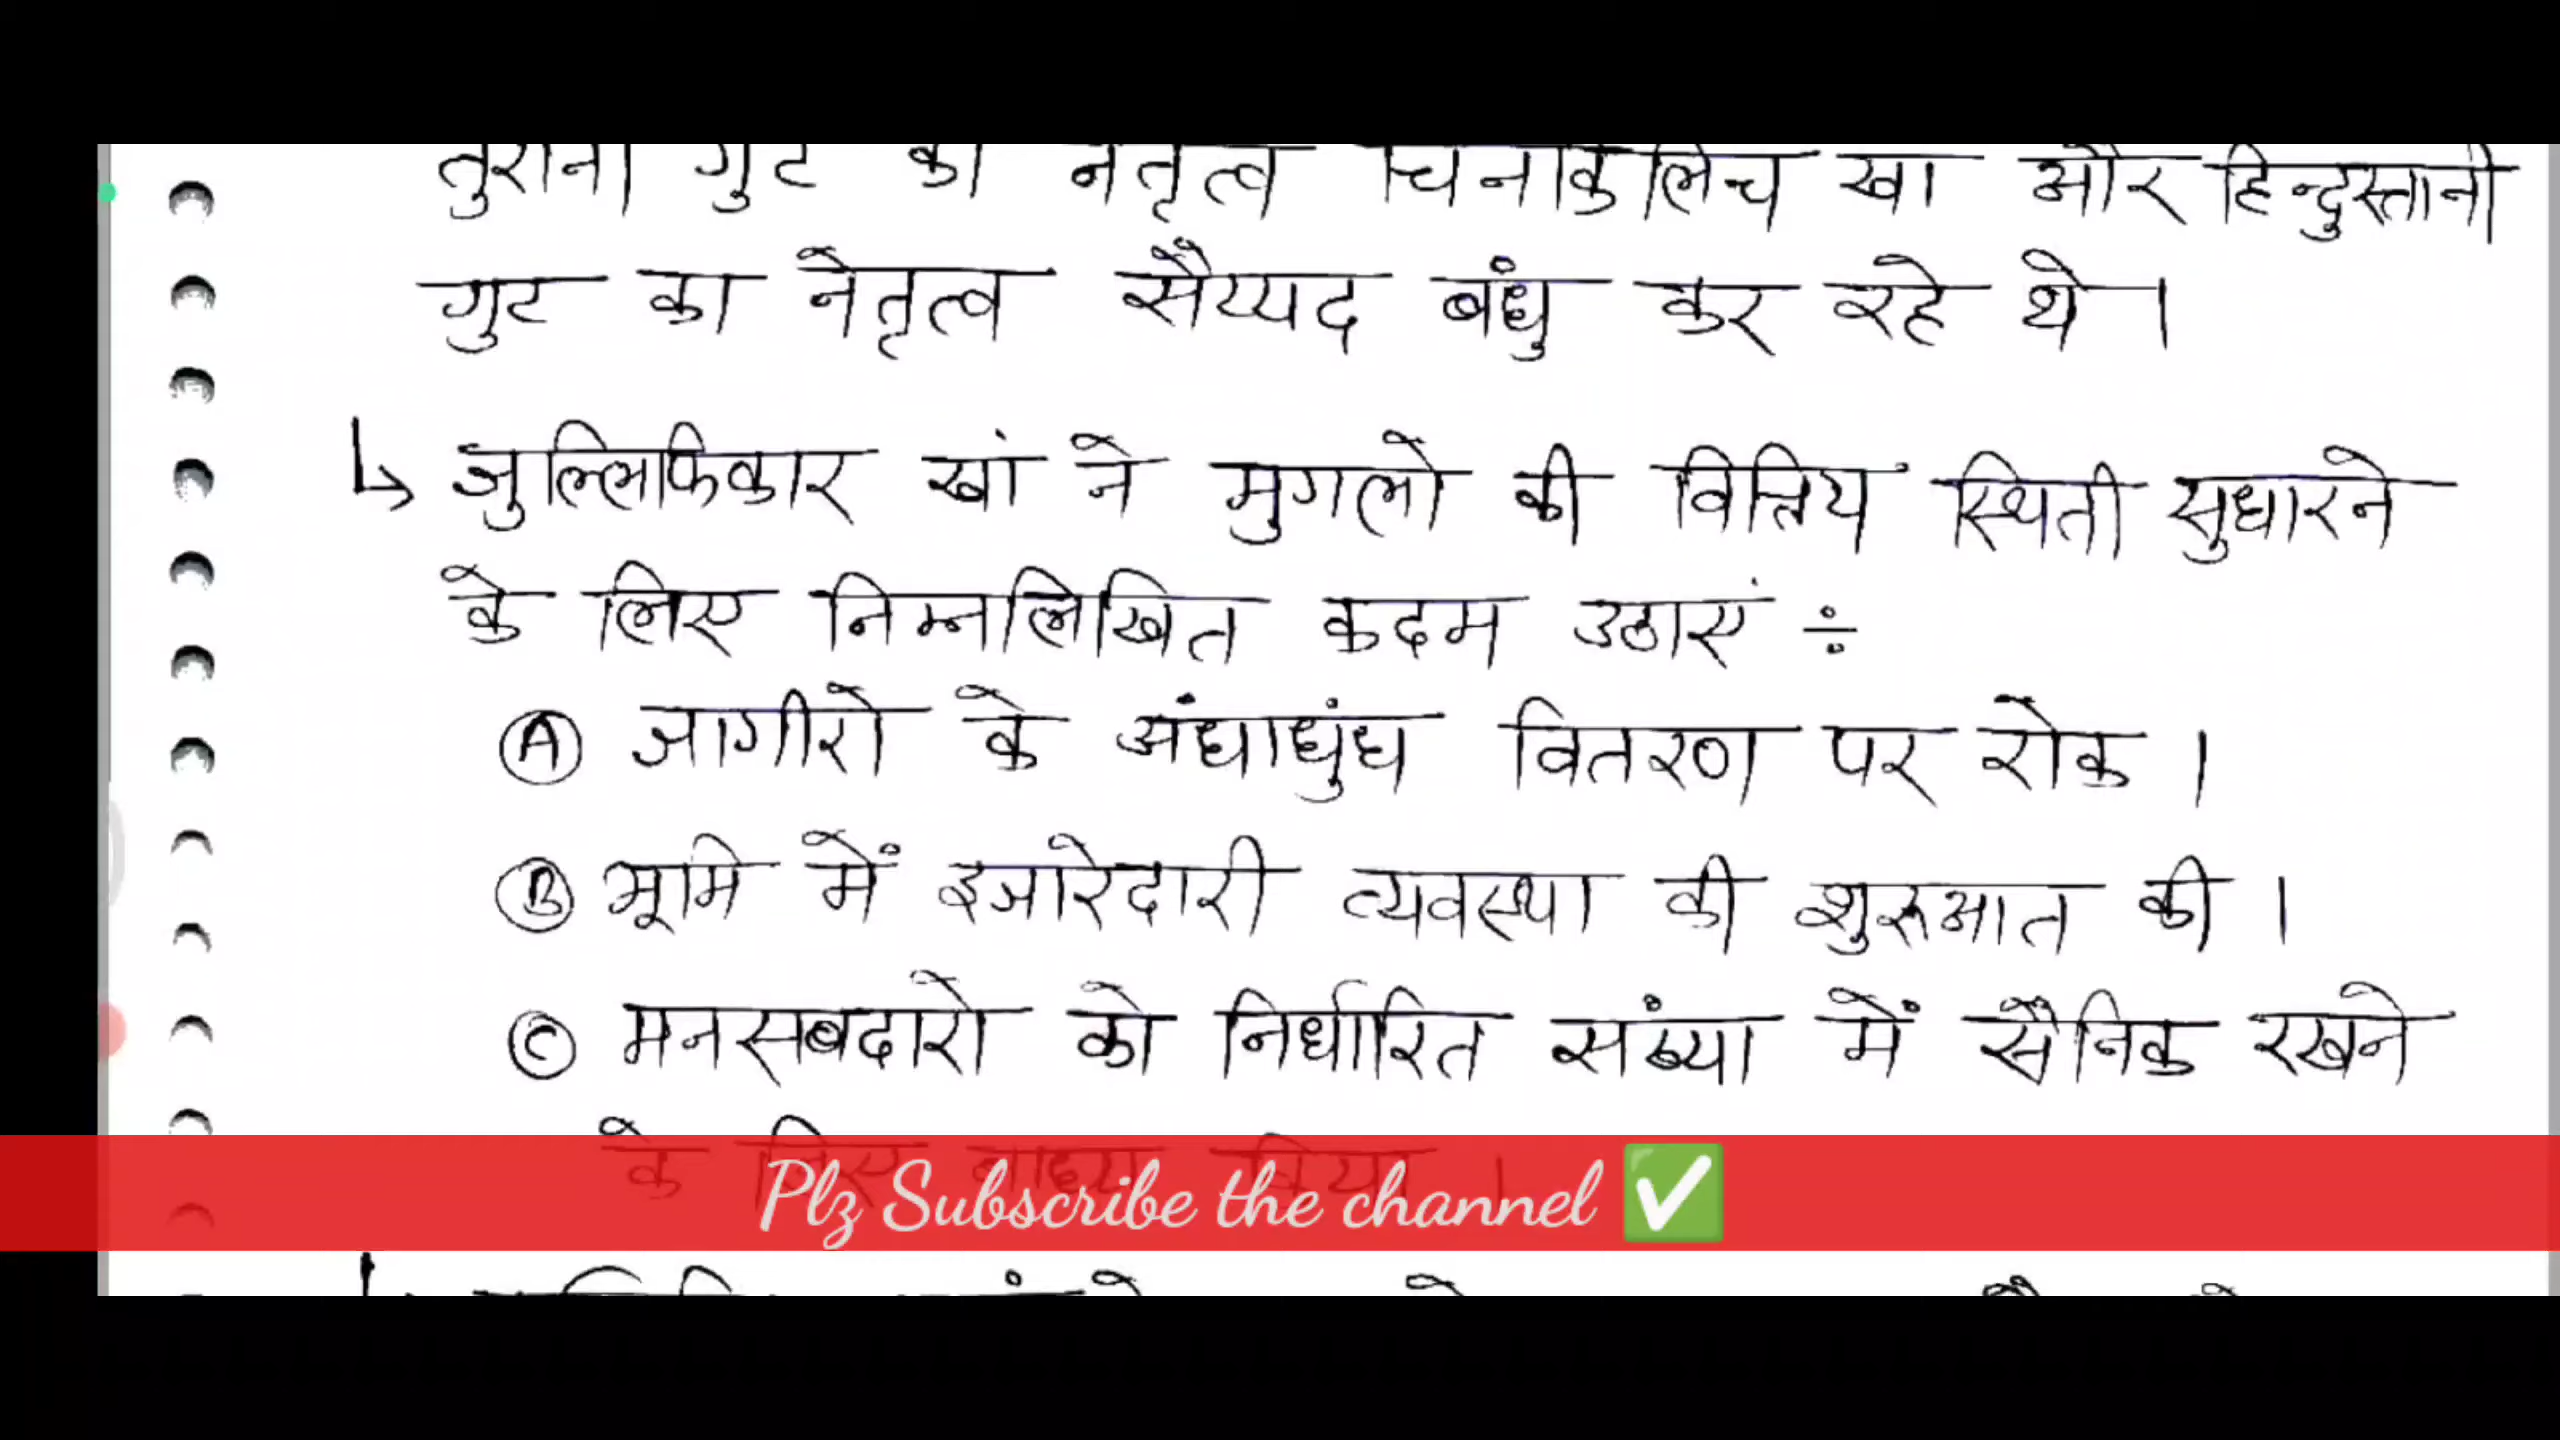 तुरानी गुट का नेतृत्व चिनकिलिच खा और हिन्दुस्तानी
गुट का नेतृत्व सैय्यद बंधु कर रहे थे।
↳ जुल्लिफिकार खां ने मुगलो की वित्तिय स्थिती सुधारने
के लिए निम्नलिखित कदम उठाएं ÷
Ⓐ जागीरो के अंधाधुंध वितरण पर रोक।
Ⓑ भूमि में इजारेदारी व्यवस्था की शुरूआत की।
Ⓒ मनसबदारो को निर्धारित संख्या में सैनिक रखने
के लिए बाध्य किया।
Plz Subscribe the channel ✅